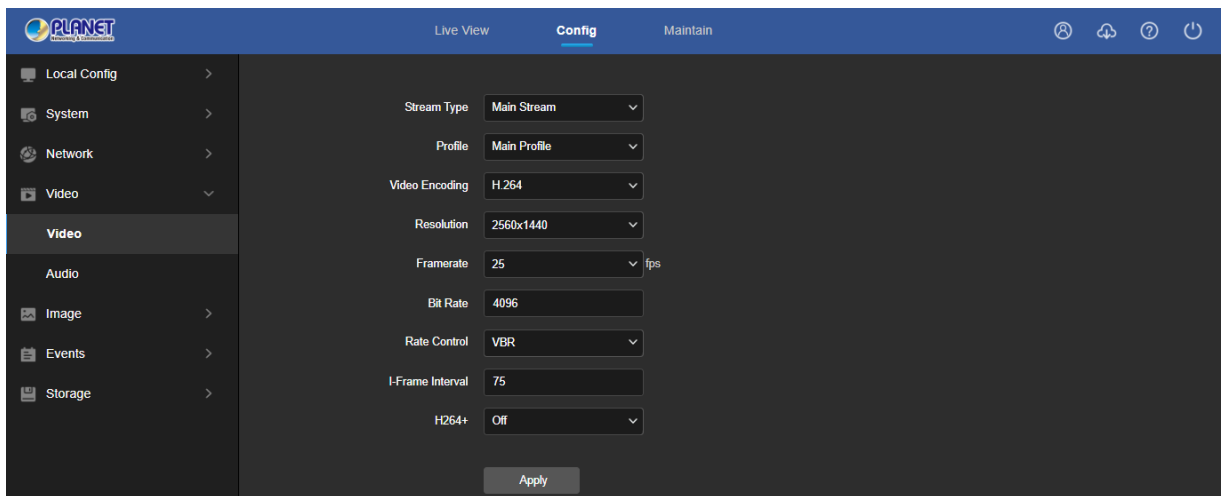 PLANET
Networking & Communication
Live View
Config
Maintain
Local Config
System
Network
Video
Video
Audio
Image
Events
Storage
Stream Type Main Stream
Profile Main Profile
Video Encoding H.264
Resolution 2560x1440
Framerate 25 fps
Bit Rate 4096
Rate Control VBR
I-Frame Interval 75
H264+ Off
Apply